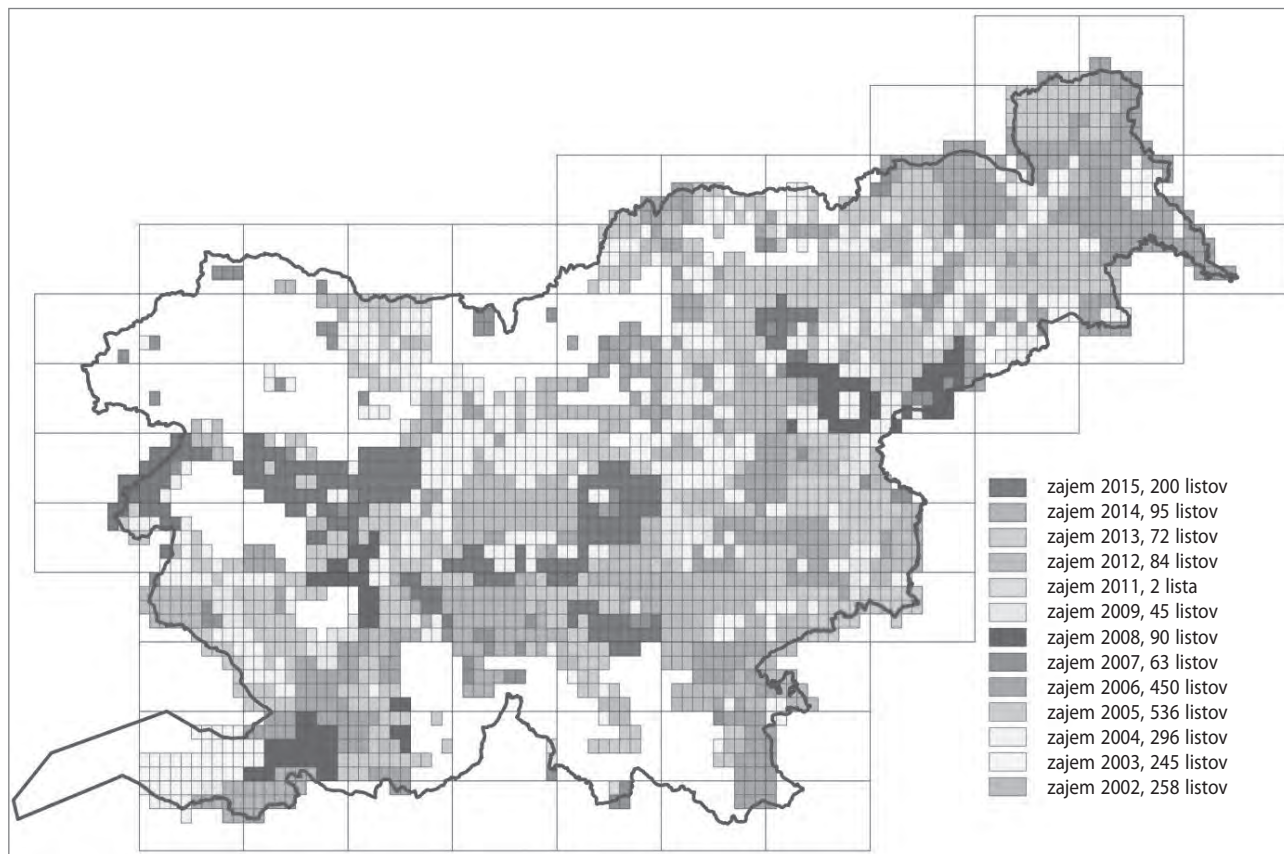 zajem 2015, 200 listov
zajem 2014, 95 listov
zajem 2013, 72 listov
zajem 2012, 84 listov
zajem 2011, 2 lista
zajem 2009, 45 listov
zajem 2008, 90 listov
zajem 2007, 63 listov
zajem 2006, 450 listov
zajem 2005, 536 listov
zajem 2004, 296 listov
zajem 2003, 245 listov
zajem 2002, 258 listov